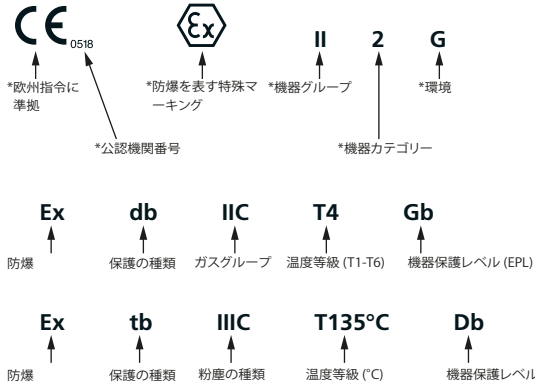 CE 0518 Ex II 2 G
*欧州指令に
準拠
*防爆を表す特殊マ
ーキング
*機器グループ
*環境
*公認機関番号
*機器カテゴリー
Ex db IIC T4 Gb
防爆 保護の種類 ガスグループ 温度等級 (T1-T6) 機器保護レベル (EPL)
Ex tb IIIC T135°C Db
防爆 保護の種類 粉塵の種類 温度等級 (°C) 機器保護レベル